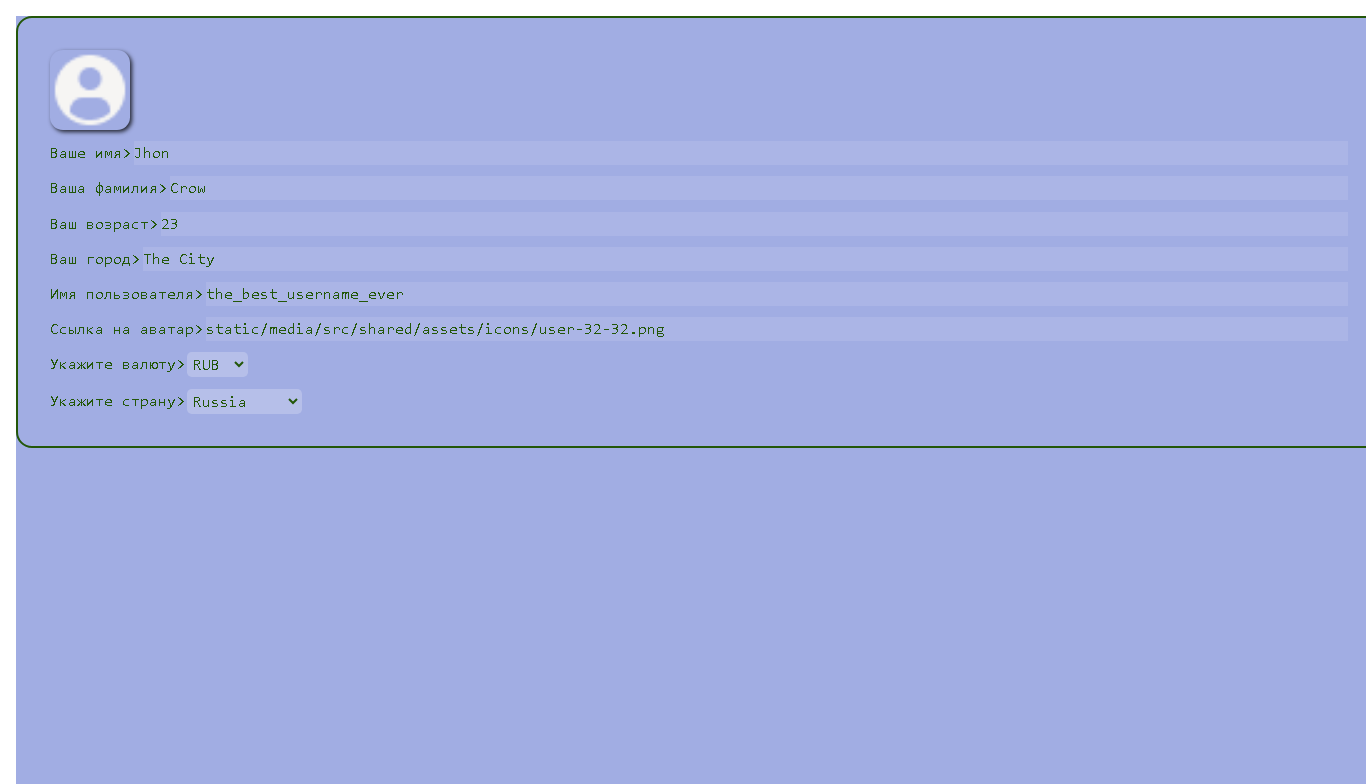 Ваше имя>Jhon
Ваша фамилия>Crow
Ваш возраст>23
Ваш город>The City
Имя пользователя>the_best_username_ever
Ссылка на аватар>static/media/src/shared/assets/icons/user-32-32.png
Укажите валюту>RUB
Укажите страну>Russia